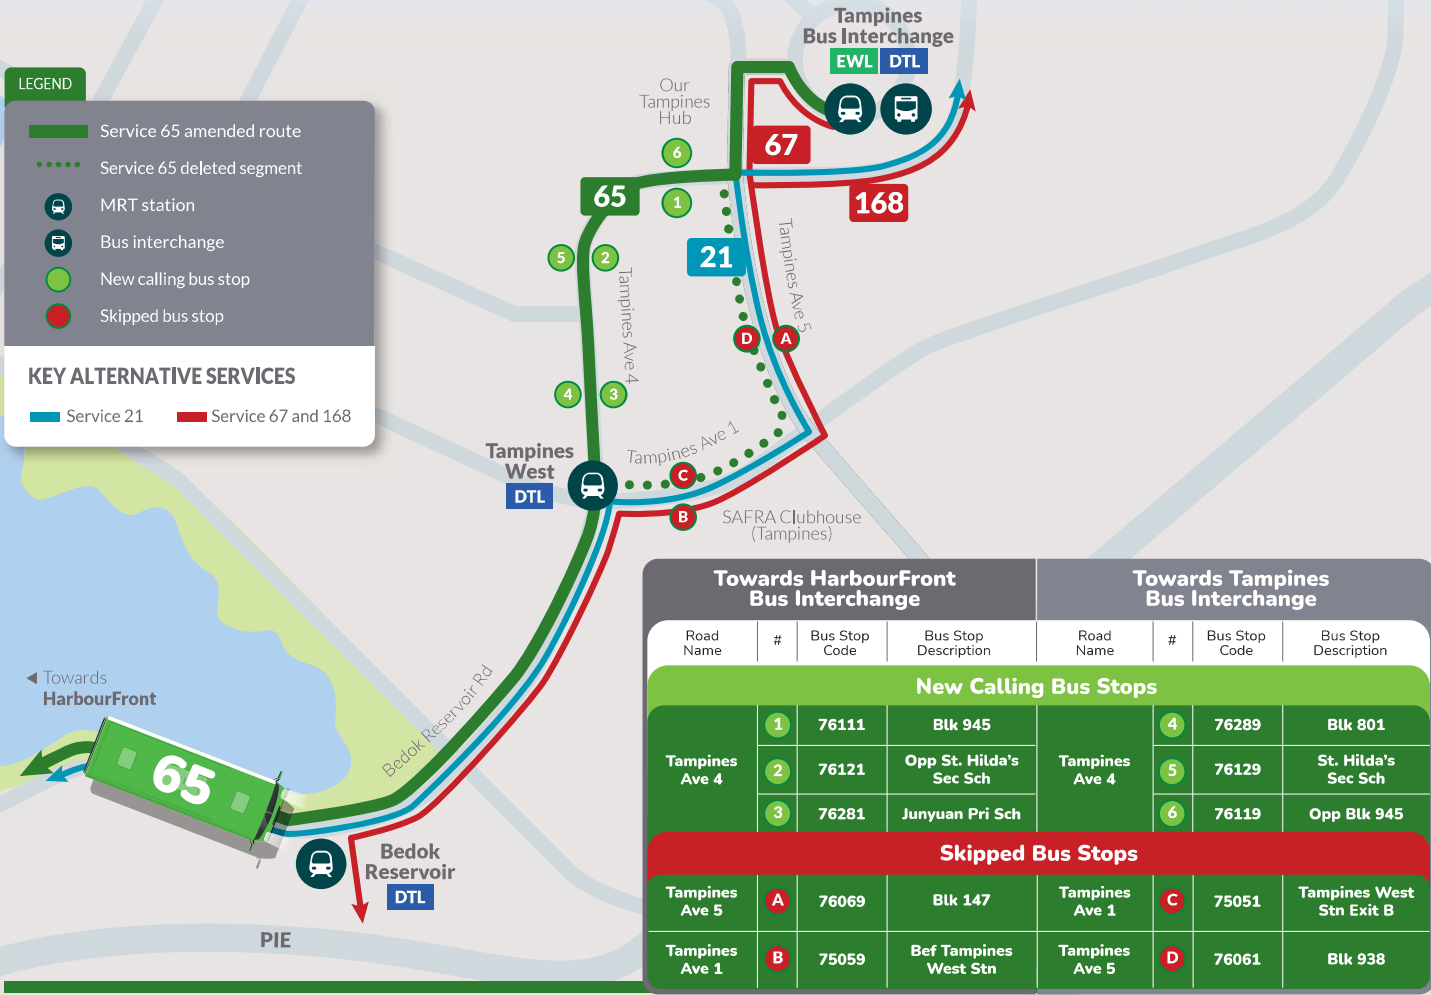 Tampines
Bus Interchange
EWL DTL
LEGEND
Service 65 amended route
Service 65 deleted segment
MRT station
Bus interchange
New calling bus stop
Skipped bus stop
KEY ALTERNATIVE SERVICES
Service 21
Service 67 and 168
Our
Tampines
Hub
6
67
65
1
168
21
5
2
Tampines Ave 4
Tampines Ave 5
D
A
4
3
Tampines
West
DTL
Tampines Ave 1
C
B
SAFRA Clubhouse
(Tampines)
Bedok Reservoir Rd
Towards
HarbourFront
65
Bedok
Reservoir
DTL
PIE
Towards HarbourFront
Bus Interchange
Towards Tampines
Bus Interchange
Road
Name
#
Bus Stop
Code
Bus Stop
Description
Road
Name
#
Bus Stop
Code
Bus Stop
Description
New Calling Bus Stops
Tampines
Ave 4
1 76111 Blk 945
2 76121 Opp St. Hilda's
Sec Sch
3 76281 Junyuan Pri Sch
Tampines
Ave 4
4 76289 Blk 801
5 76129 St. Hilda's
Sec Sch
6 76119 Opp Blk 945
Skipped Bus Stops
Tampines
Ave 5
A 76069 Blk 147
Tampines
Ave 1
C 75051 Tampines West
Stn Exit B
Tampines
Ave 1
B 75059 Bef Tampines
West Stn
Tampines
Ave 5
D 76061 Blk 938